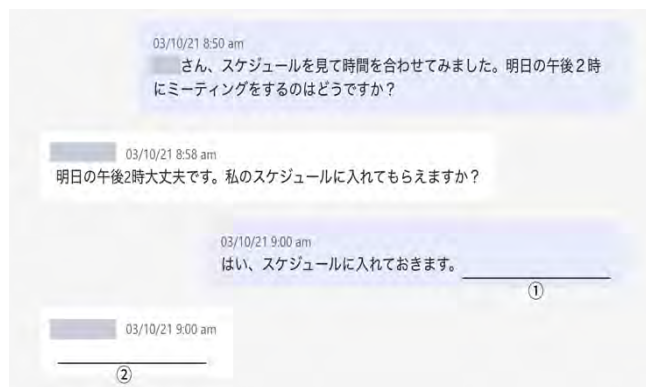 03/10/21 8:50 am
さん、スケジュールを見て時間を合わせてみました。明日の午後２時
にミーティングをするのはどうですか？
03/10/21 8:58 am
明日の午後2時大丈夫です。私のスケジュールに入れてもらえますか？
03/10/21 9:00 am
はい、スケジュールに入れておきます。
①
03/10/21 9:00 am
②